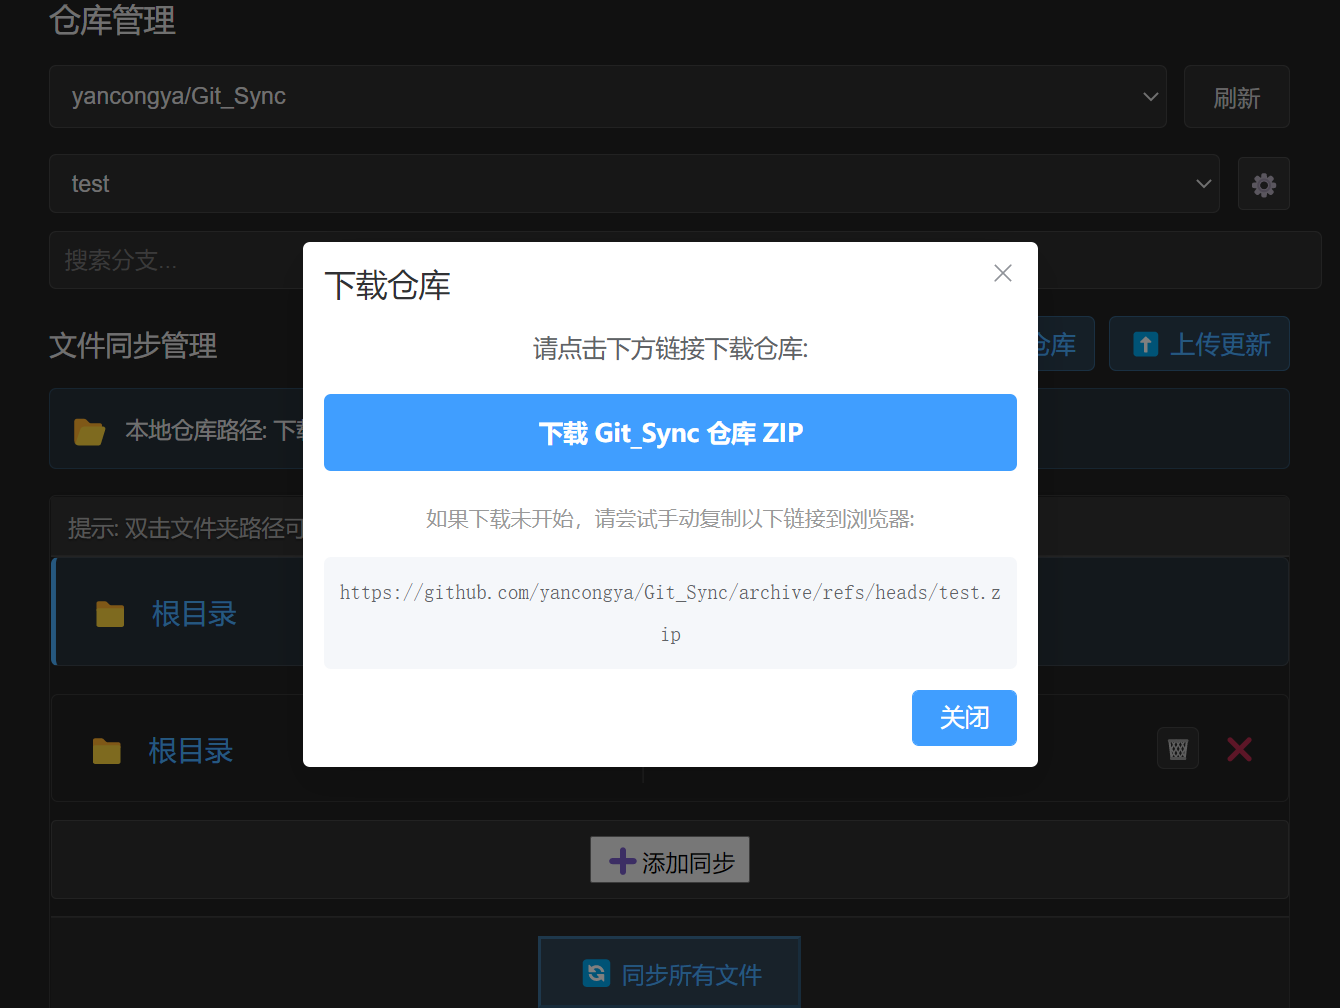 仓库管理
yancongya/Git_Sync
刷新
test
搜索分支...
文件同步管理
仓库
上传更新
本地仓库路径: 下载
提示: 双击文件夹路径可
根目录
根目录
添加同步
同步所有文件
下载仓库
请点击下方链接下载仓库:
下载 Git_Sync 仓库 ZIP
如果下载未开始，请尝试手动复制以下链接到浏览器:
https://github.com/yancongya/Git_Sync/archive/refs/heads/test.z
ip
关闭